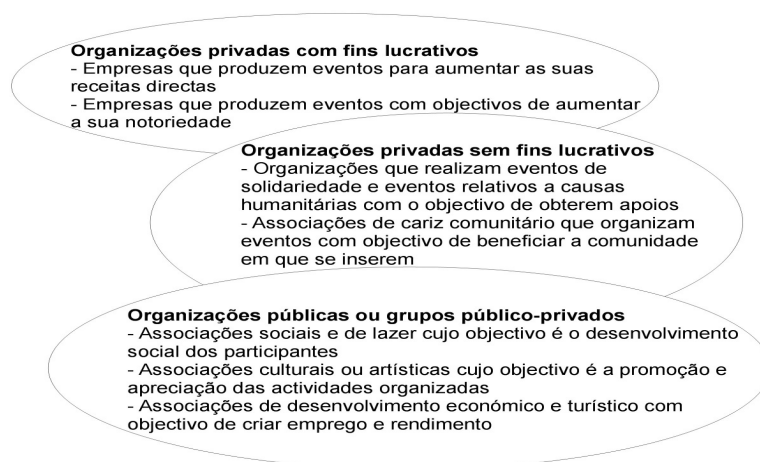 Organizações privadas com fins lucrativos
- Empresas que produzem eventos para aumentar as suas
receitas directas
- Empresas que produzem eventos com objectivos de aumentar
a sua notoriedade
Organizações privadas sem fins lucrativos
- Organizações que realizam eventos de
solidariedade e eventos relativos a causas
humanitárias com o objectivo de obterem apoios
- Associações de cariz comunitário que organizam
eventos com objectivo de beneficiar a comunidade
em que se inserem
Organizações públicas ou grupos público-privados
- Associações sociais e de lazer cujo objectivo é o desenvolvimento
social dos participantes
- Associações culturais ou artísticas cujo objectivo é a promoção e
apreciação das actividades organizadas
- Associações de desenvolvimento económico e turístico com
objectivo de criar emprego e rendimento